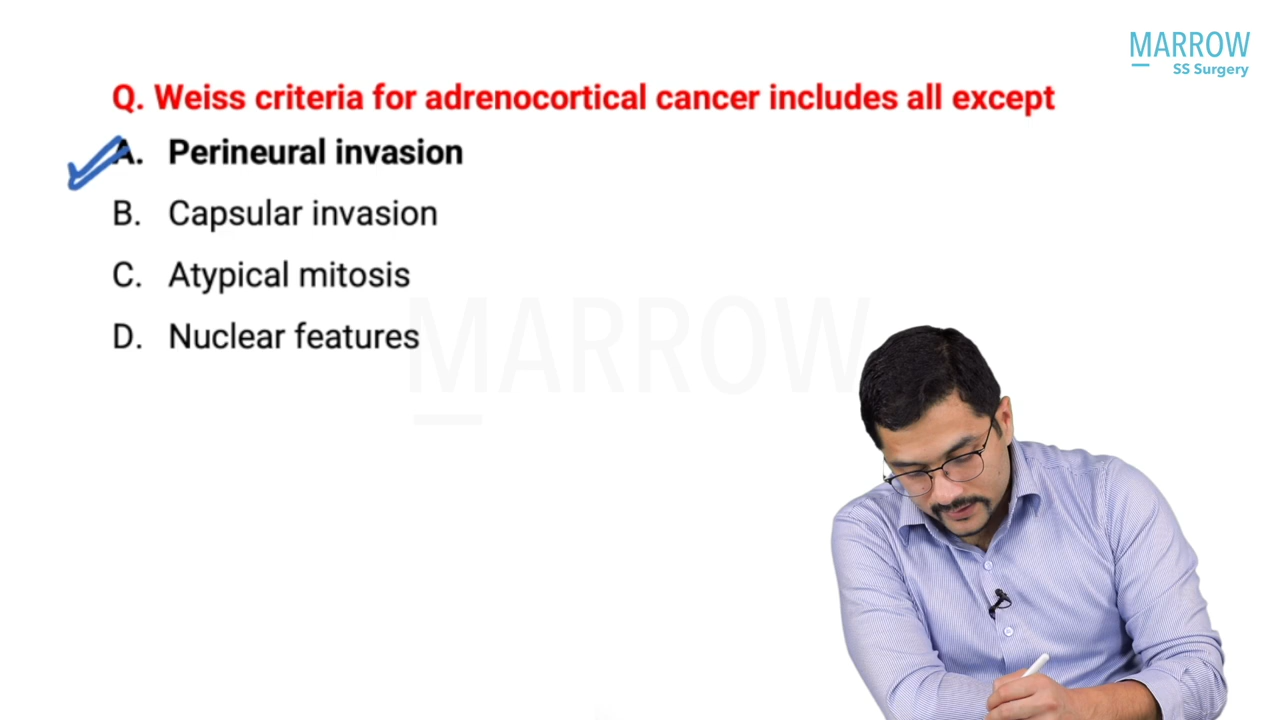 MARROW
SS Surgery
Q. Weiss criteria for adrenocortical cancer includes all except
A. Perineural invasion
B. Capsular invasion
C. Atypical mitosis
D. Nuclear features
MARROW